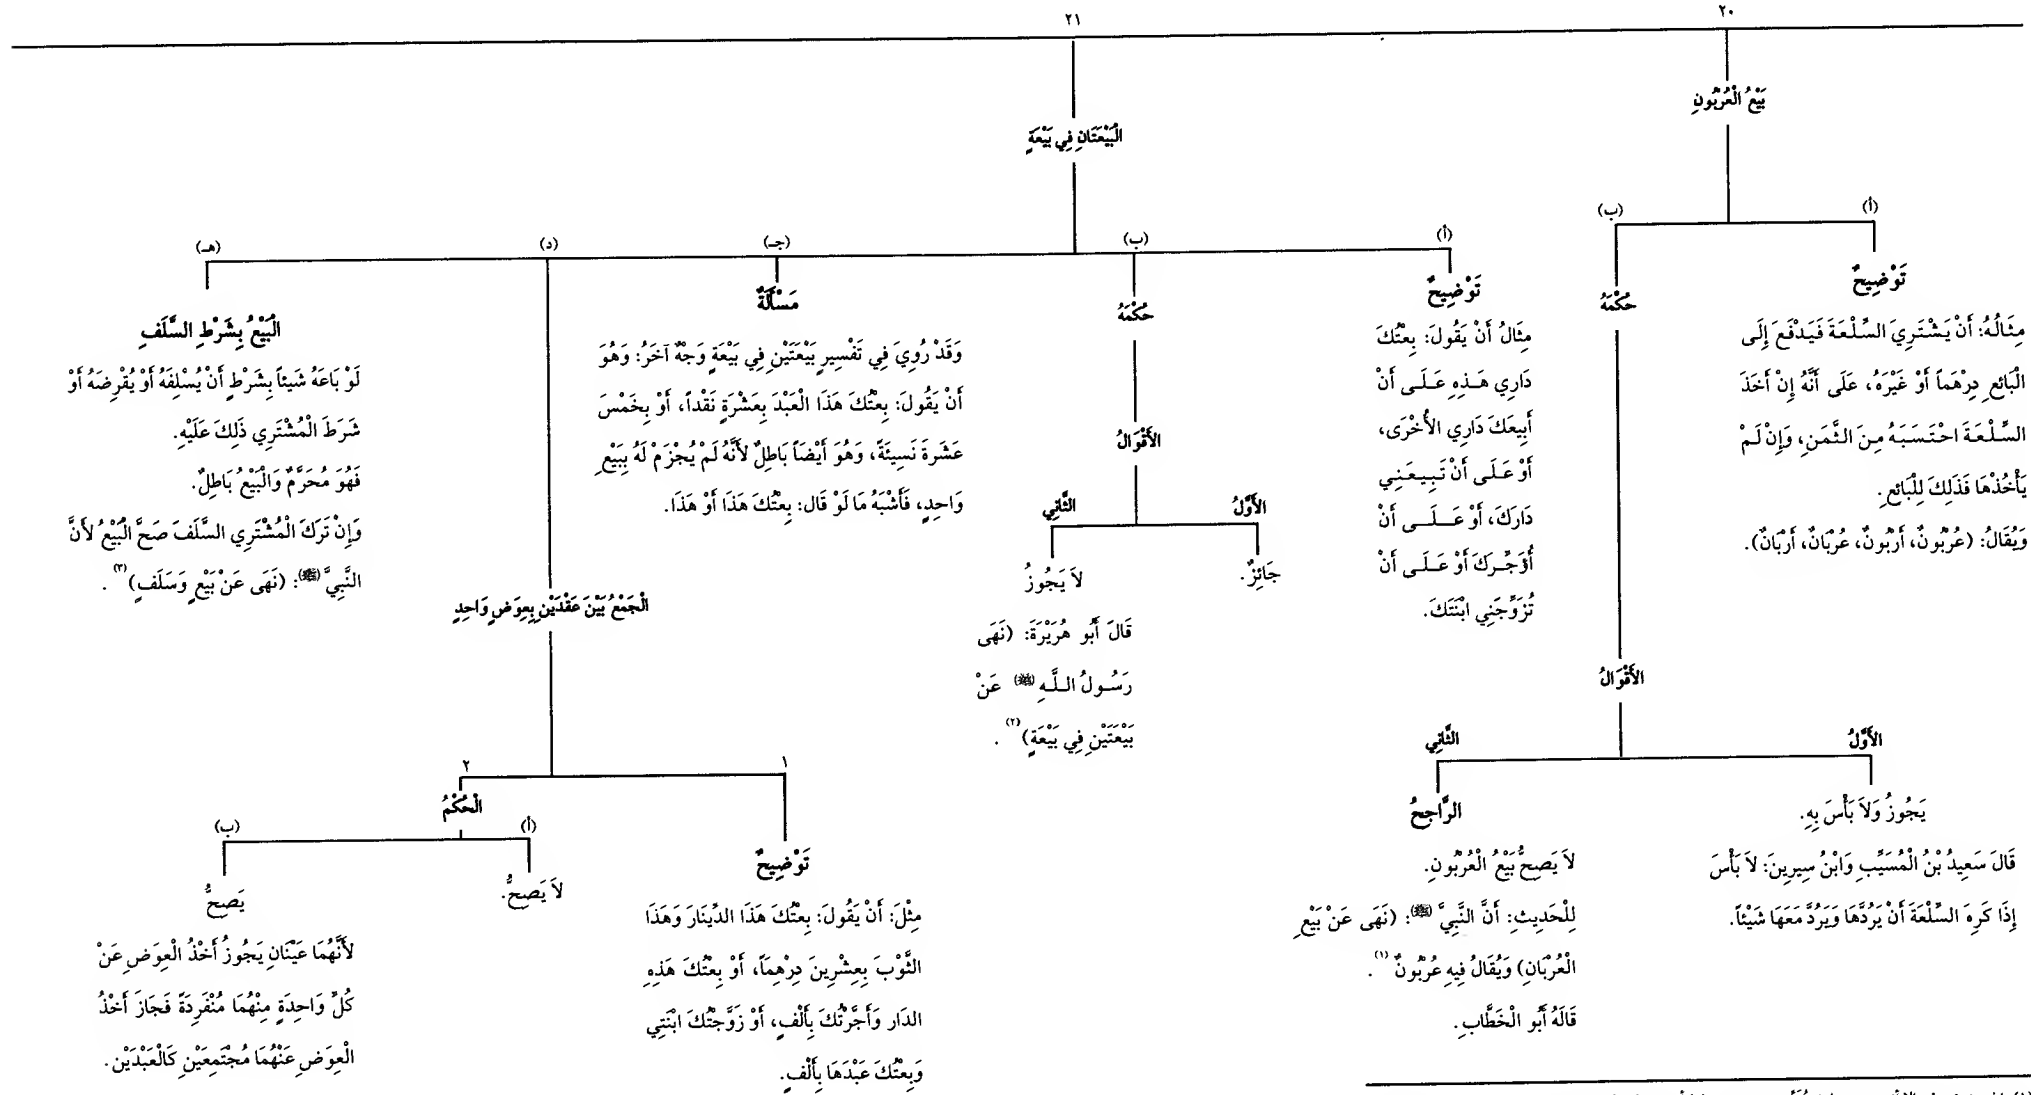 ٢٠
بَيْعُ الْعُرْبُونِ
(أ)
تَوْضِيحٌ
مِثَالُهُ: أَنْ يَشْتَرِيَ السِّلْعَةَ فَيَدْفَعَ إِلَى
الْبَائِعِ دِرْهَماً أَوْ غَيْرَهُ، عَلَى أَنَّهُ إِنْ أَخَذَ
السِّلْعَةَ احْتَسَبَهُ مِنَ الثَّمَنِ، وَإِنْ لَمْ
يَأْخُذْهَا فَذَلِكَ لِلْبَائِعِ.
وَيُقَالُ: (عُرْبُونٌ، أَرْبُونٌ، عُرْبَانٌ، أَرْبَانٌ).
(ب)
حُكْمُهُ
الأَقْوَالُ
الأَوَّلُ
يَجُوزُ وَلاَ بَأْسَ بِهِ.
قَالَ سَعِيدُ بْنُ الْمُسَيِّبِ وَابْنُ سِيرِينَ: لاَ بَأْسَ
إِذَا كَرِهَ السِّلْعَةَ أَنْ يَرُدَّهَا وَيَرُدَّ مَعَهَا شَيْئاً.
الثَّانِي
الرَّاجِحُ
لاَ يَصِحُّ بَيْعُ الْعُرْبُونِ.
لِلْحَدِيثِ: أَنَّ النَّبِيَّ (ﷺ): (نَهَى عَنْ بَيْعِ
الْعُرْبَانِ) وَيُقَالُ فِيهِ عُرْبُونٌ (١).
قَالَهُ أَبُو الْخَطَّابِ.
٢١
الْبَيْعَتَانِ فِي بَيْعَةٍ
(أ)
تَوْضِيحٌ
مِثَالُ أَنْ يَقُولَ: بِعْتُكَ
دَارِي هَذِهِ عَلَى أَنْ
أَبِيعَكَ دَارِي الأُخْرَى،
أَوْ عَلَى أَنْ تَبِيعَنِي
دَارَكَ، أَوْ عَلَى أَنْ
أُؤَجِّرَكَ أَوْ عَلَى أَنْ
تُزَوِّجَنِي ابْنَتَكَ.
(ب)
حُكْمُهُ
الأَقْوَالُ
الأَوَّلُ
جَائِزٌ.
الثَّانِي
لاَ يَجُوزُ
قَالَ أَبُو هُرَيْرَةَ: (نَهَى
رَسُولُ اللَّهِ (ﷺ) عَنْ
بَيْعَتَيْنِ فِي بَيْعَةٍ) (٢).
(جـ)
مَسْأَلَةٌ
وَقَدْ رُوِيَ فِي تَفْسِيرِ بَيْعَتَيْنِ فِي بَيْعَةٍ وَجْهٌ آخَرُ: وَهُوَ
أَنْ يَقُولَ: بِعْتُكَ هَذَا الْعَبْدَ بِعَشْرَةٍ نَقْداً، أَوْ بِخَمْسَ
عَشْرَةَ نَسِيئَةً، وَهُوَ أَيْضَاً بَاطِلٌ لأَنَّهُ لَمْ يُجْزَمْ لَهُ بِبَيْعِ
وَاحِدٍ، فَأَشْبَهَ مَا لَوْ قَال: بِعْتُكَ هَذَا أَوْ هَذَا.
(د)
الْجَمْعُ بَيْنَ عَقْدَيْنِ بِعِوَضٍ وَاحِدٍ
١
تَوْضِيحٌ
مِثْلَ: أَنْ يَقُولَ: بِعْتُكَ هَذَا الدِّينَارَ وَهَذَا
الثَّوْبَ بِعِشْرِينَ دِرْهِمَاً، أَوْ بِعْتُكَ هَذِهِ
الدَار وَأَجَّرْتُكَ بِأَلْفٍ، أَوْ زَوَّجْتُكَ ابْنَتِي
وَبِعْتُكَ عَبْدَهَا بِأَلْفٍ.
٢
الْحُكْمُ
(أ)
لاَ يَصِحُّ.
(ب)
يَصِحُّ
لأَنَّهُمَا عَيْنَانِ يَجُوزُ أَخْذُ الْعِوَضِ عَنْ
كُلِّ وَاحِدَةٍ مِنْهُمَا مُنْفَرِدَةً فَجَازَ أَخْذُ
الْعِوَضِ عَنْهُمَا مُجْتَمِعَيْنِ كَالْعَبْدَيْن.
(هـ)
الْبَيْعُ بِشَرْطِ السَّلَفِ
لَوْ بَاعَهُ شَيئاً بِشَرْطٍ أَنْ يُسْلِفَهُ أَوْ يُقْرِضَهُ أَوْ
شَرَطَ الْمُشْتَرِي ذَلِكَ عَلَيْهِ.
فَهُوَ مُحَرَّمٌ وَالْبَيْعُ بَاطِلٌ.
وَإِنْ تَرَكَ الْمُشْتَرِي السَّلَفَ صَحَّ الْبَيْعُ لأَنَّ
النَّبِيَّ (ﷺ): (نَهَى عَنْ بَيْعٍ وَسَلَفٍ) (٣).